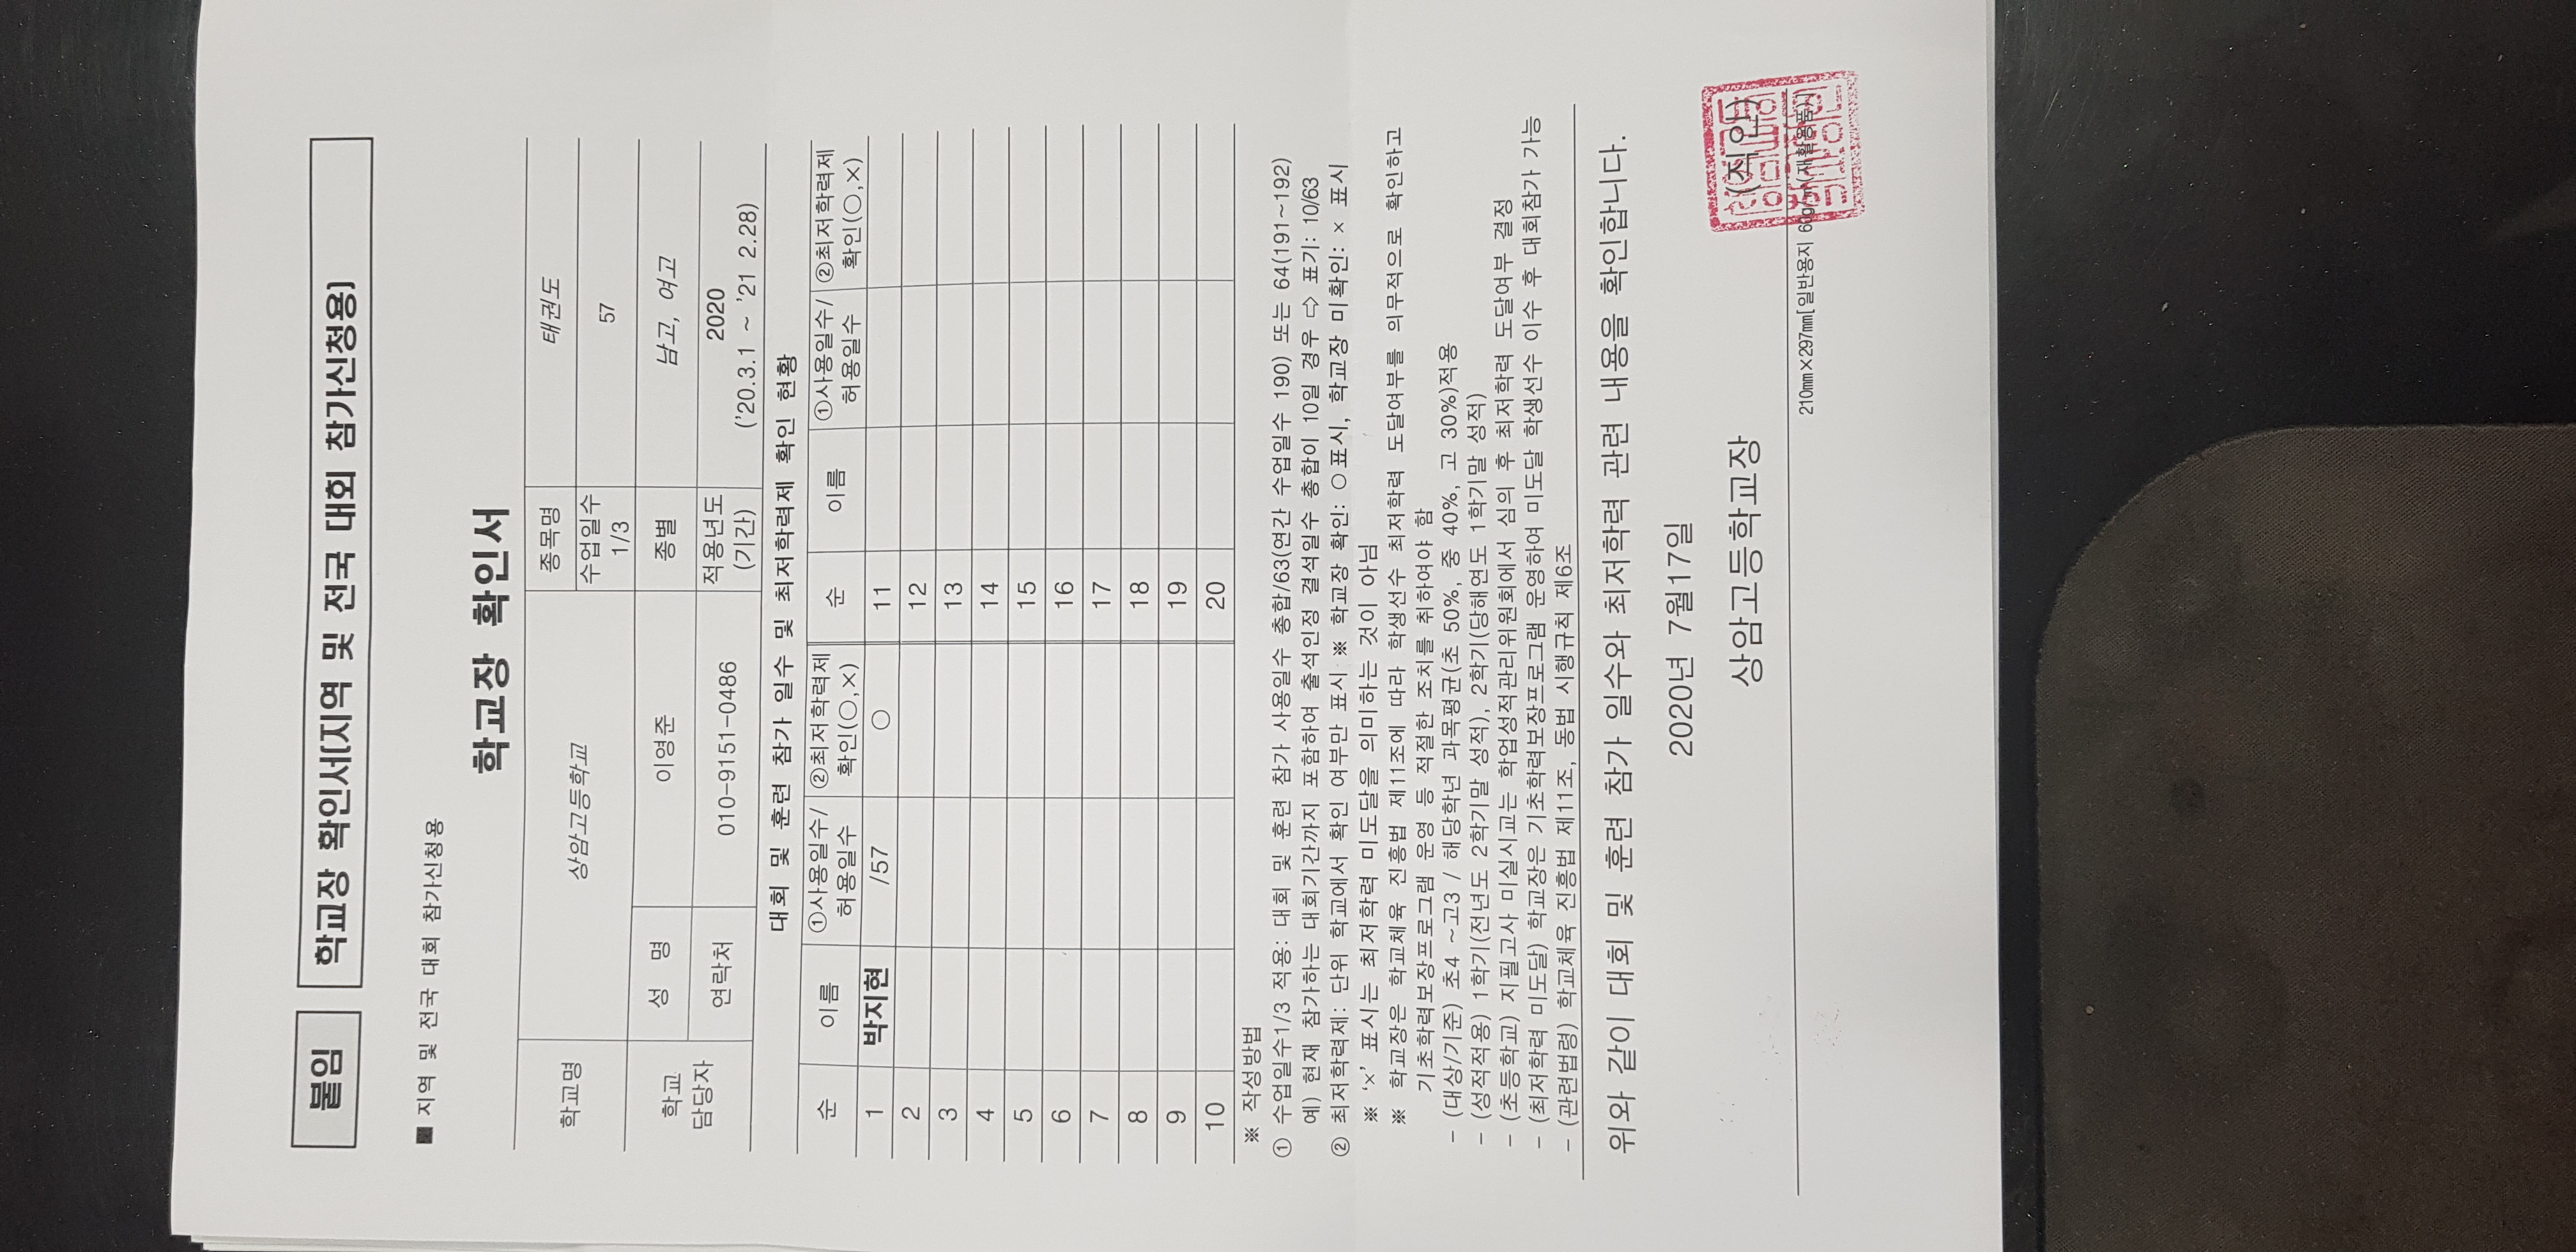 붙임
학교장 확인서(지역 및 전국 대회 참가신청용)
■ 지역 및 전국 대회 참가신청용
학교장 확인서
학교명 상암고등학교 종목명 태권도
수업일수 1/3 57
학교 담당자 성 명 이영준 종별 남고, 여고
연락처 010-9151-0486 적용년도 (기간) 2020 ('20.3.1 ~ '21 2.28)
대회 및 훈련 참가 일수 및 최저학력제 확인 현황
순 이름 ①사용일수/허용일수 ②최저학력제 확인(○,×) 순 이름 ①사용일수/허용일수 ②최저학력제 확인(○,×)
1 박지현 /57 ○ 11
2 12
3 13
4 14
5 15
6 16
7 17
8 18
9 19
10 20
※ 작성방법
① 수업일수1/3 적용: 대회 및 훈련 참가 사용일수 총합/63(연간 수업일수 190) 또는 64(191~192)
예) 현재 참가하는 대회기간까지 포함하여 출석인정 결석일수 총합이 10일 경우 ⇨ 표기: 10/63
② 최저학력제: 단위 학교에서 확인 여부만 표시 ※ 학교장 확인: ○표시, 학교장 미확인: × 표시
※ '×' 표시는 최저학력 미도달을 의미하는 것이 아님
※ 학교장은 학교체육 진흥법 제11조에 따라 학생선수 최저학력 도달여부를 의무적으로 확인하고
기초학력보장프로그램 운영 등 적절한 조치를 취하여야 함
- (대상/기준) 초4 ~고3 / 해당학년 과목평균(초 50%, 중 40%, 고 30%)적용
- (성적적용) 1학기(전년도 2학기말 성적), 2학기(당해연도 1학기말 성적)
- (초등학교) 지필고사 미실시교는 학업성적관리위원회에서 심의 후 최저학력 도달여부 결정
- (최저학력 미도달) 학교장은 기초학력보장프로그램 운영하여 미도달 학생선수 이수 후 대회참가 가능
- (관련법령) 학교체육 진흥법 제11조, 동법 시행규칙 제6조
위와 같이 대회 및 훈련 참가 일수와 최저학력 관련 내용을 확인합니다.
2020년 7월17일
상암고등학교장 (직인)
210mm×297mm[일반용지 60g/㎡(재활용품)]